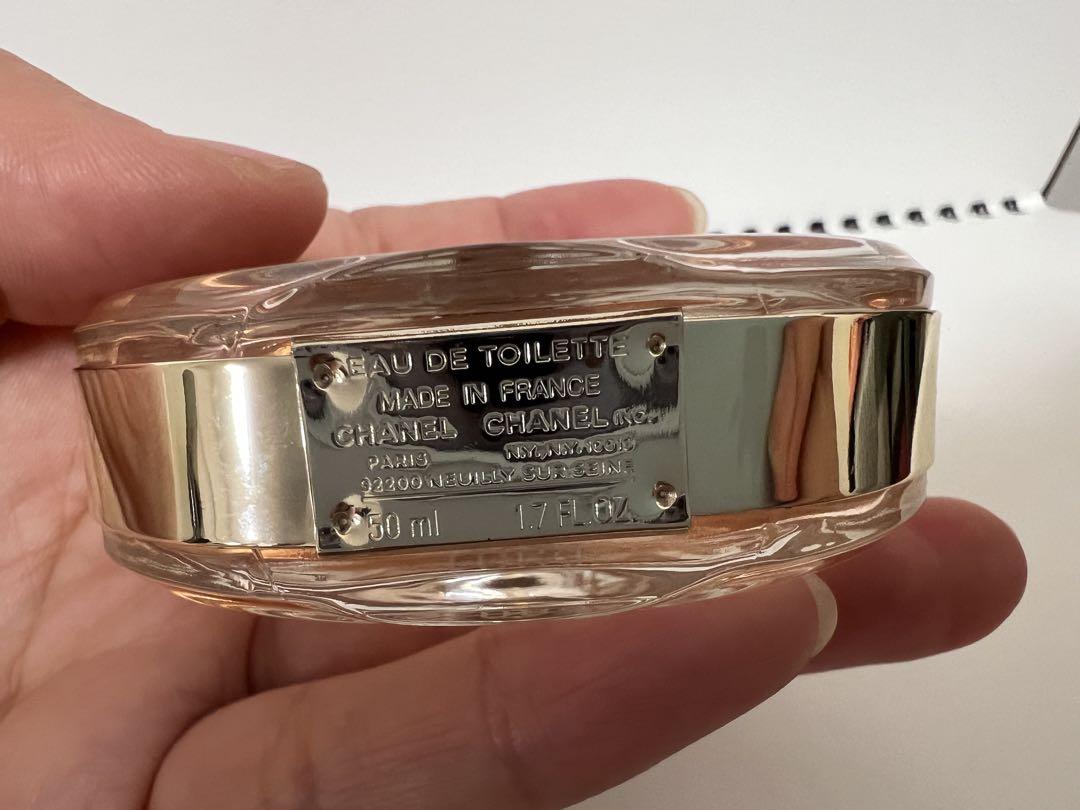 EAU DE TOILETTE
MADE IN FRANCE
CHANEL CHANEL INC.
PARIS N.Y., N.Y. 10019
92200 NEUILLY SUR SEINE
50 ml 1.7 FL.OZ.